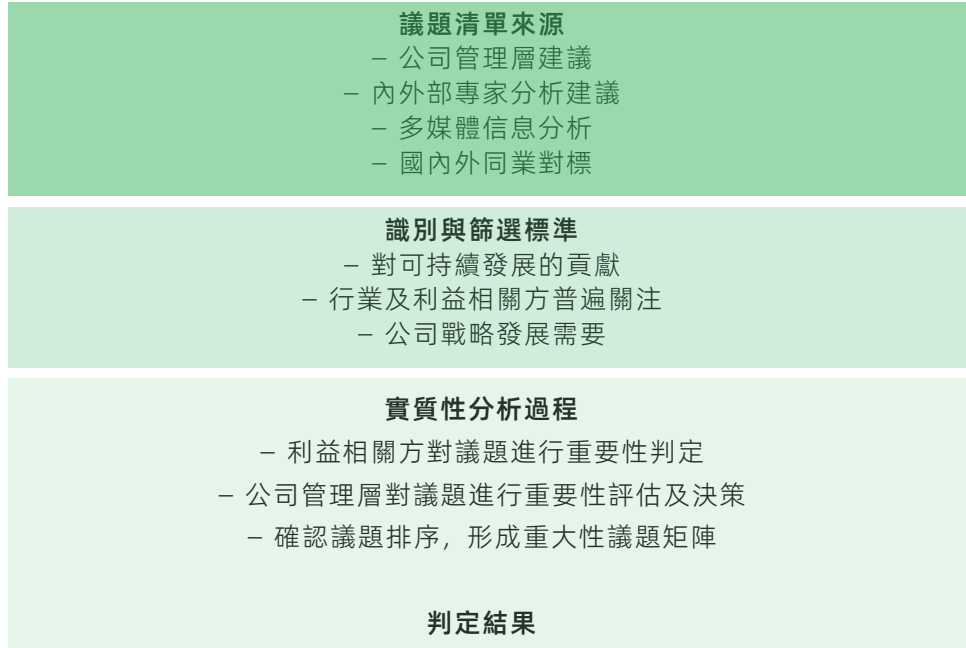 議題清單來源
– 公司管理層建議
– 內外部專家分析建議
– 多媒體信息分析
– 國內外同業對標
識別與篩選標準
– 對可持續發展的貢獻
– 行業及利益相關方普遍關注
– 公司戰略發展需要
實質性分析過程
– 利益相關方對議題進行重要性判定
– 公司管理層對議題進行重要性評估及決策
– 確認議題排序，形成重大性議題矩陣
判定結果